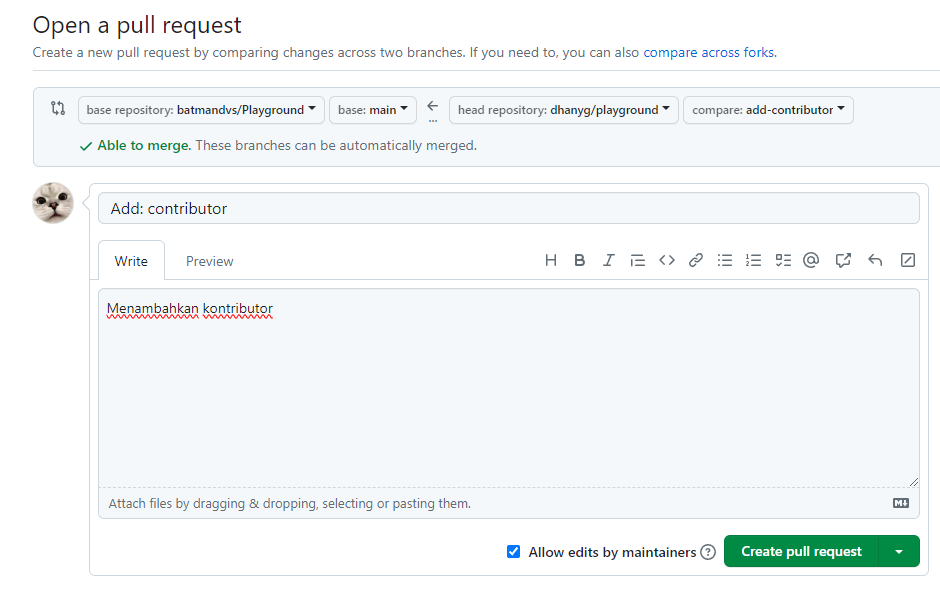 Open a pull request
Create a new pull request by comparing changes across two branches. If you need to, you can also compare across forks.
base repository: batmandvs/Playground base: main ... head repository: dhanyg/playground compare: add-contributor
Able to merge. These branches can be automatically merged.
Add: contributor
Write Preview
Menambahkan kontributor
Attach files by dragging & dropping, selecting or pasting them.
Allow edits by maintainers ? Create pull request